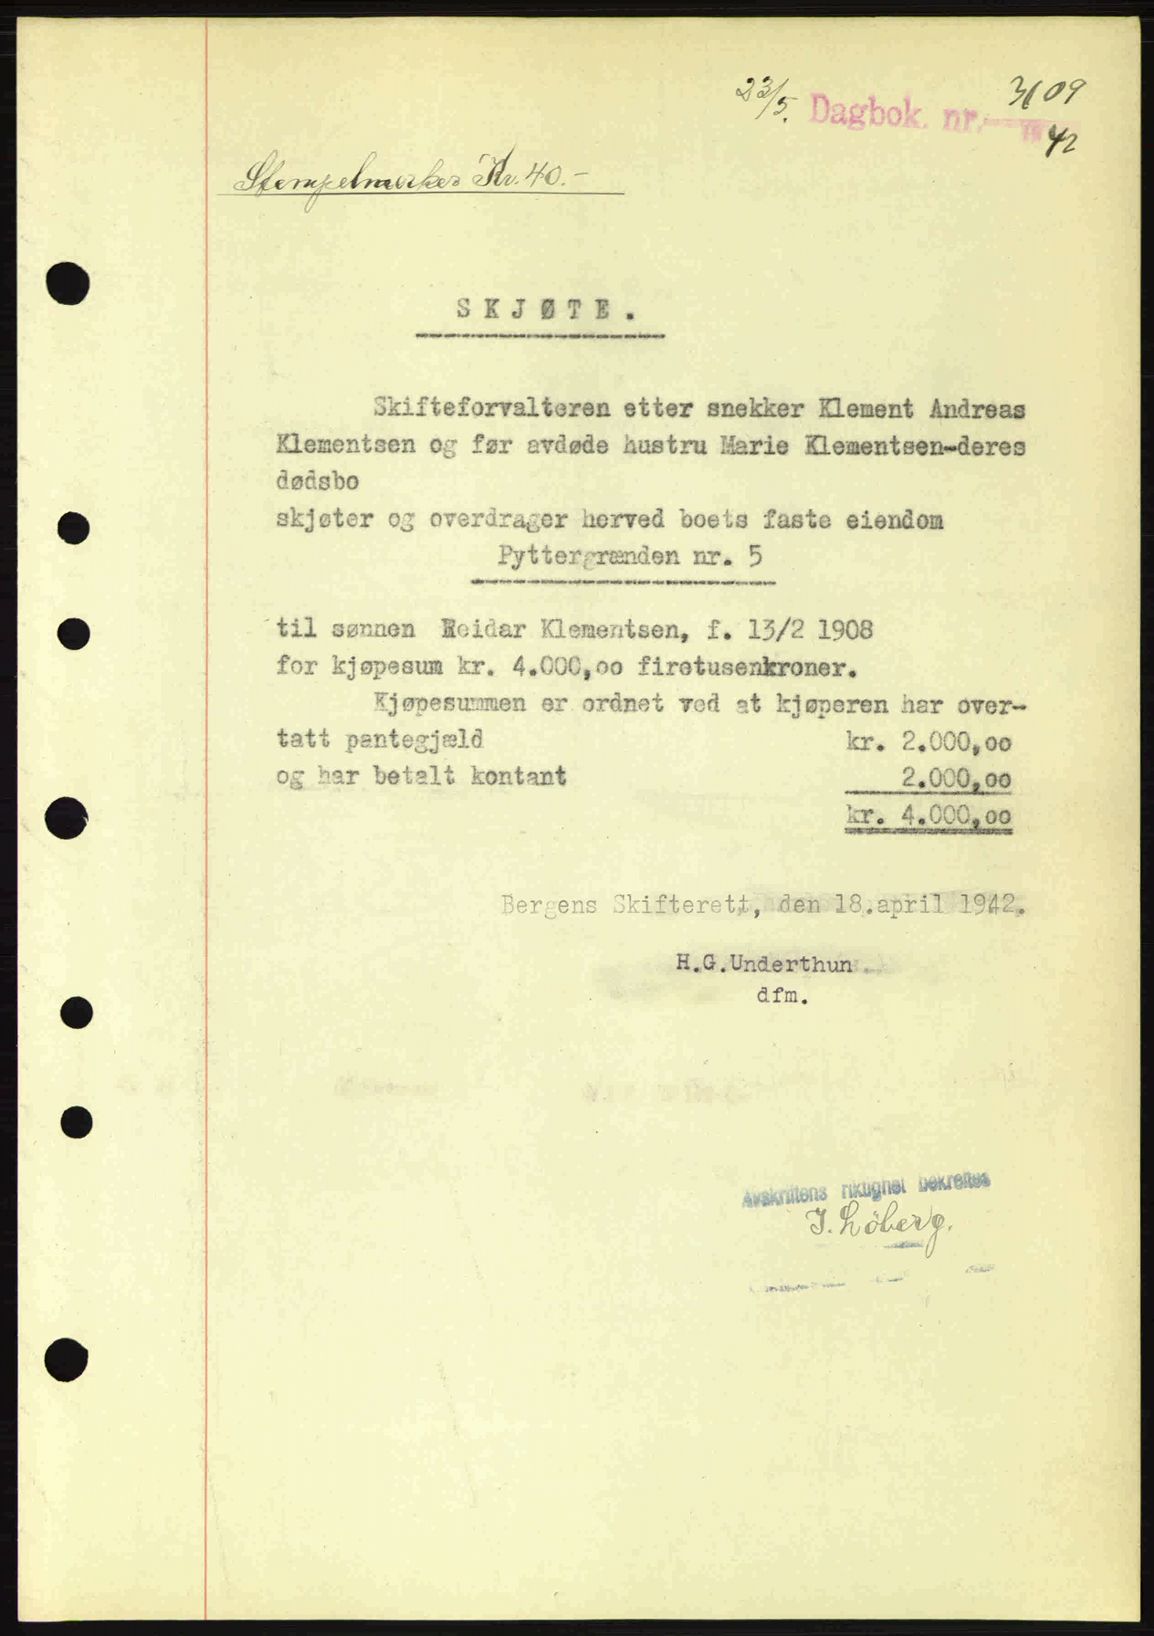 23/5. Dagbok nr. 3109
1942
Stempelmerker Kr. 40.-
SKJØTE.
Skifteforvalteren etter snekker Klement Andreas
Klementsen og før avdøde hustru Marie Klementsen-deres
dødsbo
skjøter og overdrager herved boets faste eiendom
Pyttergrænden nr. 5
til sønnen Reidar Klementsen, f. 13/2 1908
for kjøpesum kr. 4.000,oo firetusenkroner.
Kjøpesummen er ordnet ved at kjøperen har over-
tatt pantegjæld kr. 2.000,oo
og har betalt kontant 2.000,oo
kr. 4.000,oo
Bergens Skifterett, den 18.april 1942.
H.G.Underthun
dfm.
Avskriftens riktighet bekreftes
J. Löberg.